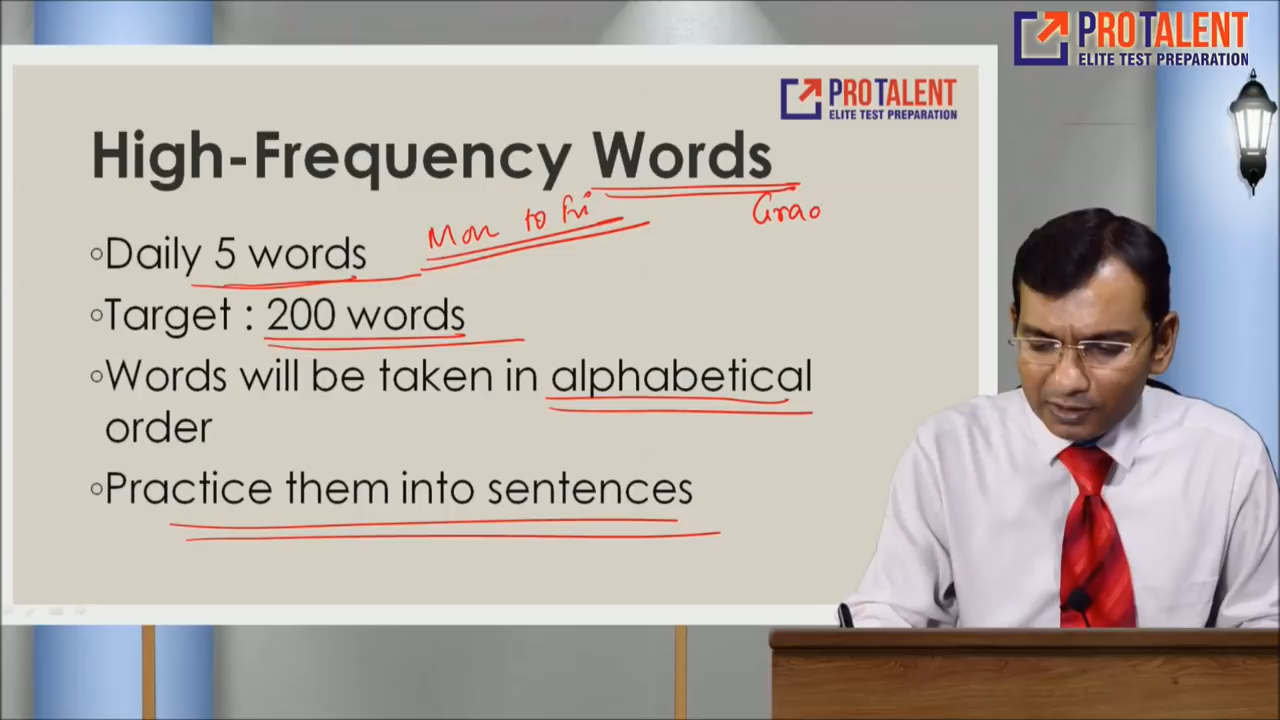 PROTALENT
ELITE TEST PREPARATION
PROTALENT
ELITE TEST PREPARATION
High-Frequency Words
Mon to Fri
◦Daily 5 words
◦Target : 200 words
◦Words will be taken in alphabetical
order
◦Practice them into sentences